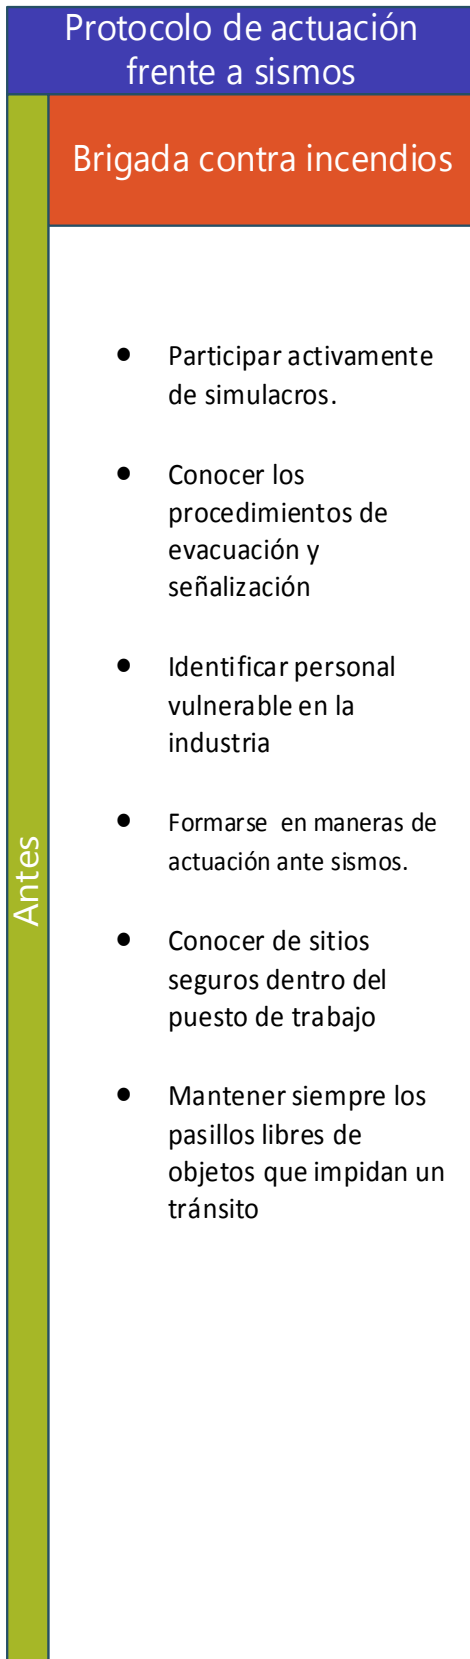 Protocolo de actuación
frente a sismos
Brigada contra incendios
Antes
• Participar activamente
de simulacros.
• Conocer los
procedimientos de
evacuación y
señalización
• Identificar personal
vulnerable en la
industria
• Formarse en maneras de
actuación ante sismos.
• Conocer de sitios
seguros dentro del
puesto de trabajo
• Mantener siempre los
pasillos libres de
objetos que impidan un
tránsito